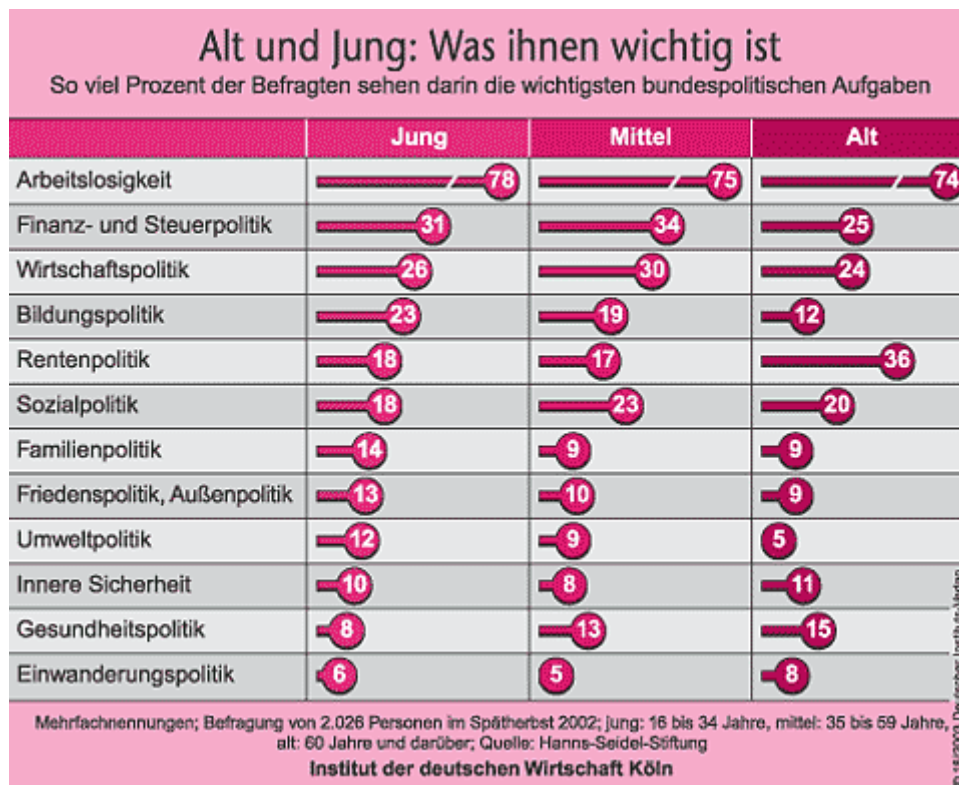 Alt und Jung: Was ihnen wichtig ist
So viel Prozent der Befragten sehen darin die wichtigsten bundespolitischen Aufgaben
Jung Mittel Alt
Arbeitslosigkeit 78 75 74
Finanz- und Steuerpolitik 31 34 25
Wirtschaftspolitik 26 30 24
Bildungspolitik 23 19 12
Rentenpolitik 18 17 36
Sozialpolitik 18 23 20
Familienpolitik 14 9 9
Friedenspolitik, Außenpolitik 13 10 9
Umweltpolitik 12 9 5
Innere Sicherheit 10 8 11
Gesundheitspolitik 8 13 15
Einwanderungspolitik 6 5 8
Mehrfachnennungen; Befragung von 2.026 Personen im Spätherbst 2002; jung: 16 bis 34 Jahre, mittel: 35 bis 59 Jahre,
alt: 60 Jahre und darüber; Quelle: Hanns-Seidel-Stiftung
Institut der deutschen Wirtschaft Köln
Deutscher Instituts-Verlag